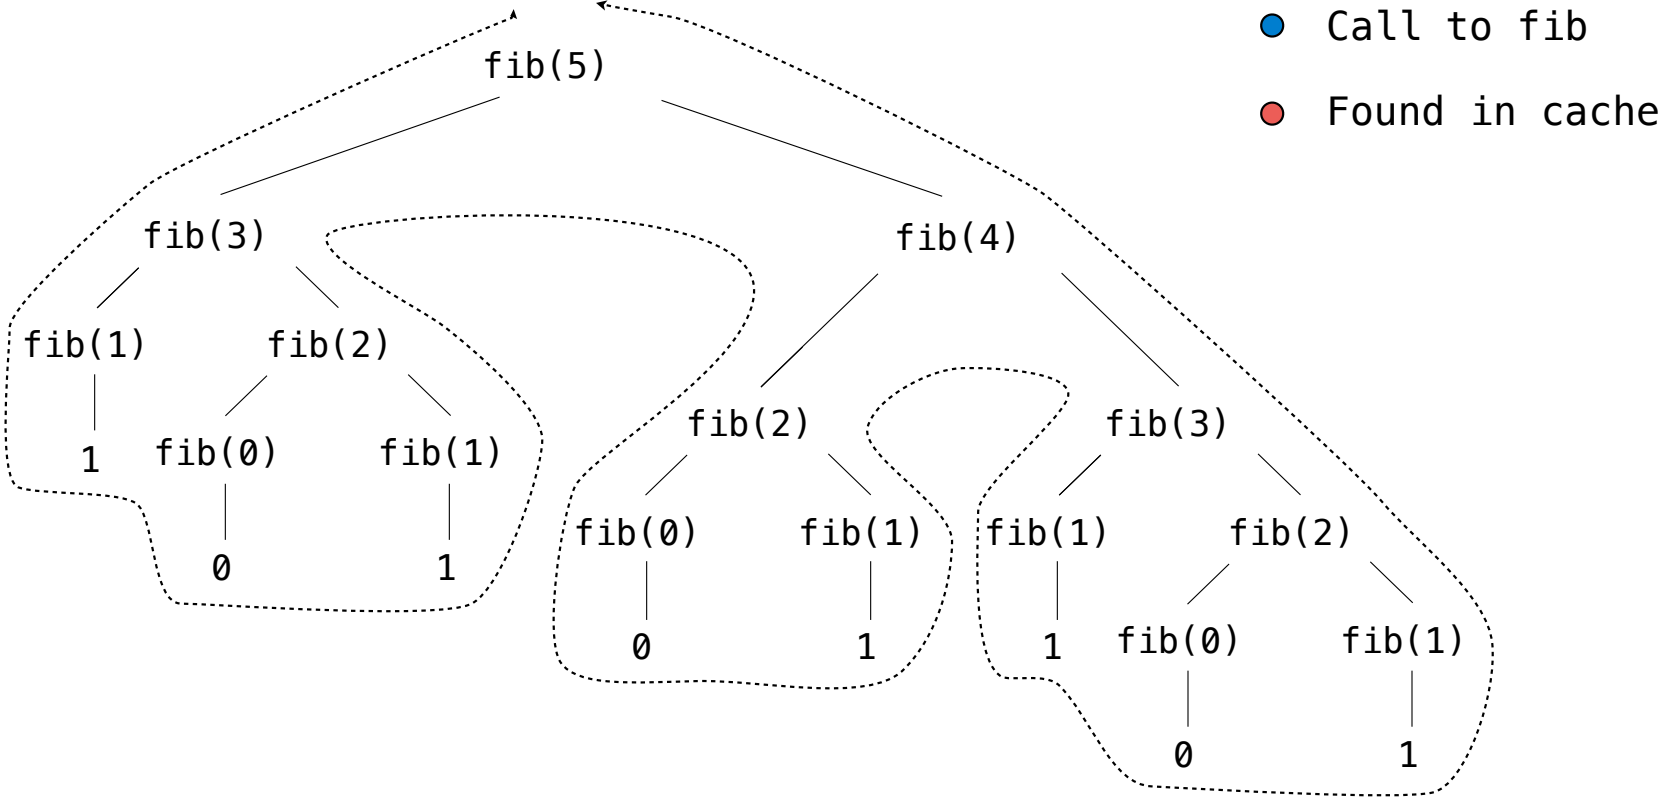 Call to fib
fib(5)
Found in cache
fib(3)
fib(4)
fib(1) fib(2)
fib(2) fib(3)
1 fib(0) fib(1)
fib(0) fib(1) fib(1) fib(2)
0 1
0 1 1 fib(0) fib(1)
0 1